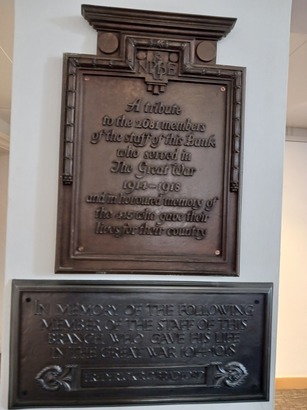 A tribute
to the 2681 members
of the staff of this Bank
who served in
The Great War
1914–1918
and in honoured memory of
the 415 who gave their
lives for their country
IN MEMORY OF THE FOLLOWING
MEMBER OF THE STAFF OF THIS
BRANCH WHO GAVE HIS LIFE
IN THE GREAT WAR 1914-1918